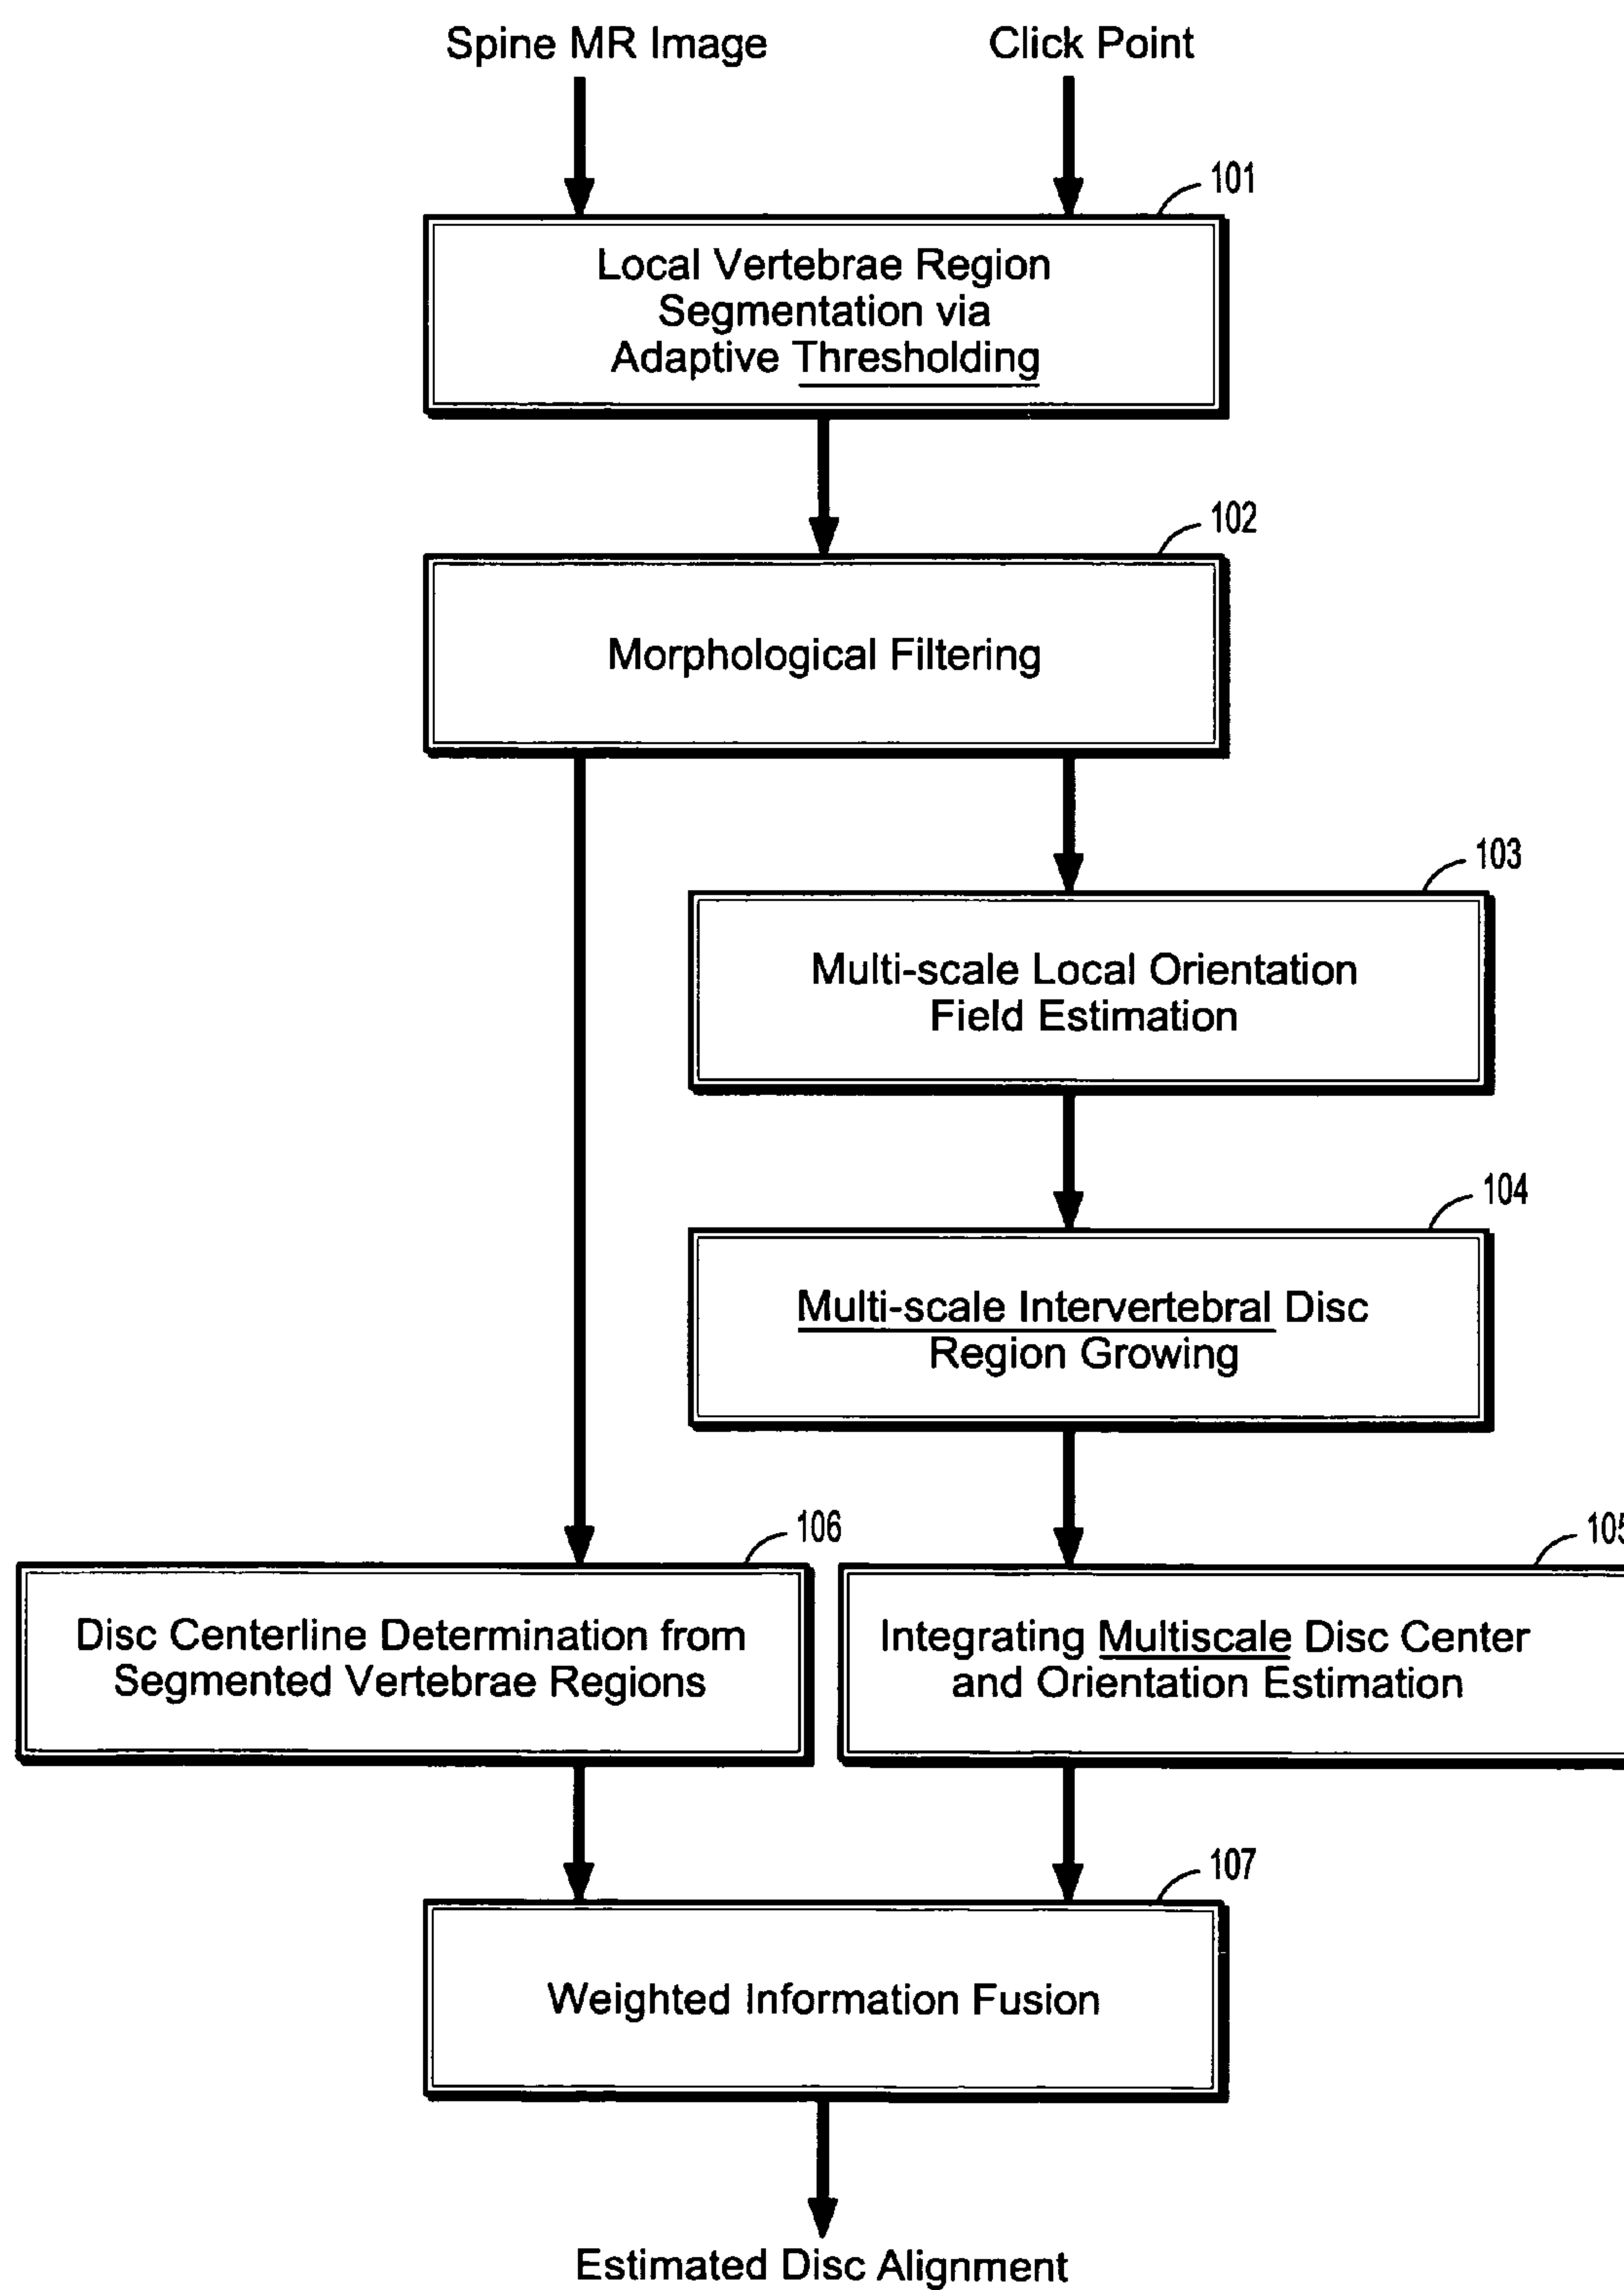 Spine MR Image
Click Point
101
Local Vertebrae Region
Segmentation via
Adaptive Thresholding
102
Morphological Filtering
103
Multi-scale Local Orientation
Field Estimation
104
Multi-scale Intervertebral Disc
Region Growing
106
Disc Centerline Determination from
Segmented Vertebrae Regions
105
Integrating Multiscale Disc Center
and Orientation Estimation
107
Weighted Information Fusion
Estimated Disc Alignment